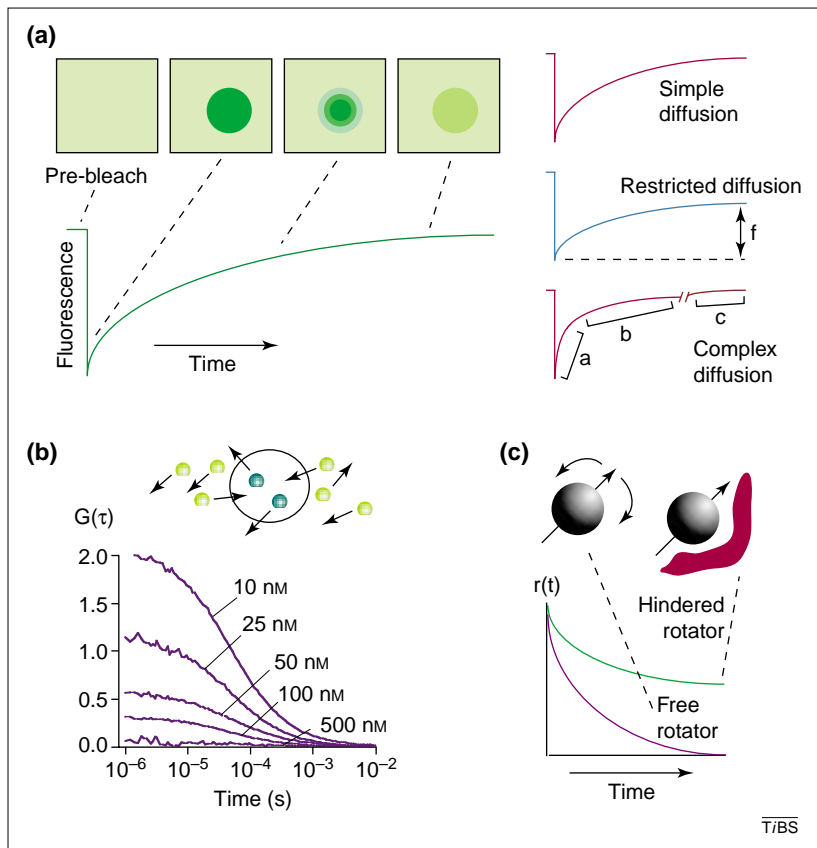 (a)
Pre-bleach
Fluorescence
Time
Simple
diffusion
Restricted diffusion
f
a
b
c
Complex
diffusion
(b)
G(τ)
2.0
1.5
1.0
0.5
0.0
10 nM
25 nM
50 nM
100 nM
500 nM
10⁻⁶ 10⁻⁵ 10⁻⁴ 10⁻³ 10⁻²
Time (s)
(c)
r(t)
Hindered
rotator
Free
rotator
Time
TiBS